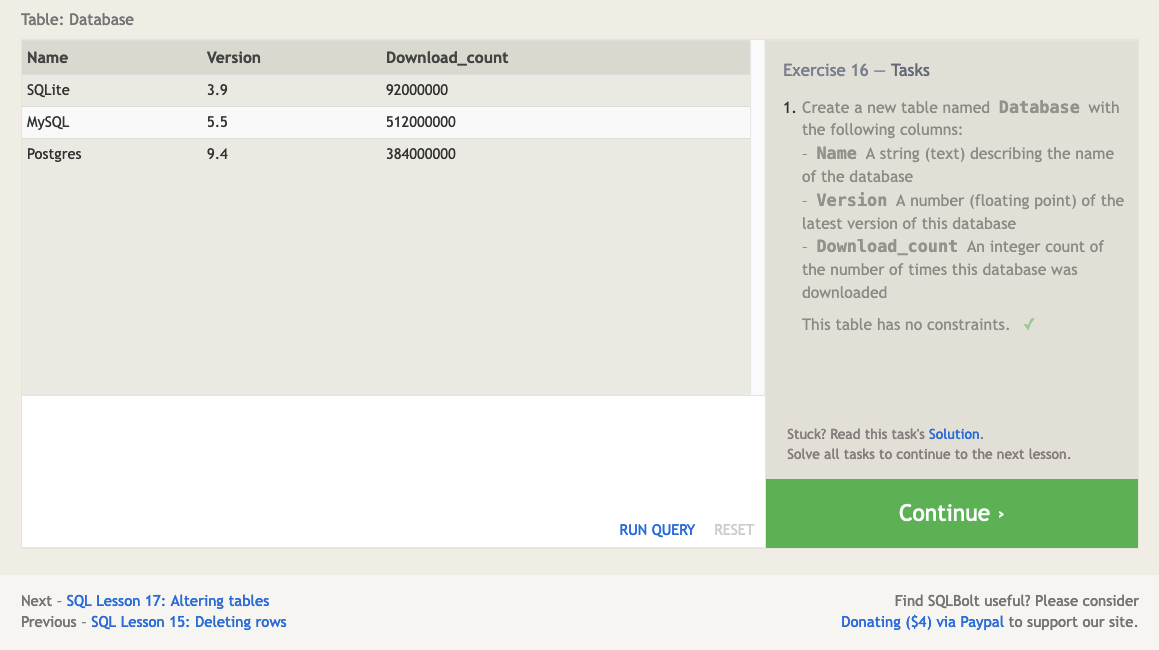 Table: Database
Name Version Download_count
SQLite 3.9 92000000
MySQL 5.5 512000000
Postgres 9.4 384000000
RUN QUERY RESET
Exercise 16 — Tasks
1. Create a new table named Database with
the following columns:
– Name A string (text) describing the name
of the database
– Version A number (floating point) of the
latest version of this database
– Download_count An integer count of
the number of times this database was
downloaded
This table has no constraints. ✓
Stuck? Read this task's Solution.
Solve all tasks to continue to the next lesson.
Continue ›
Next – SQL Lesson 17: Altering tables
Previous – SQL Lesson 15: Deleting rows
Find SQLBolt useful? Please consider
Donating ($4) via Paypal to support our site.